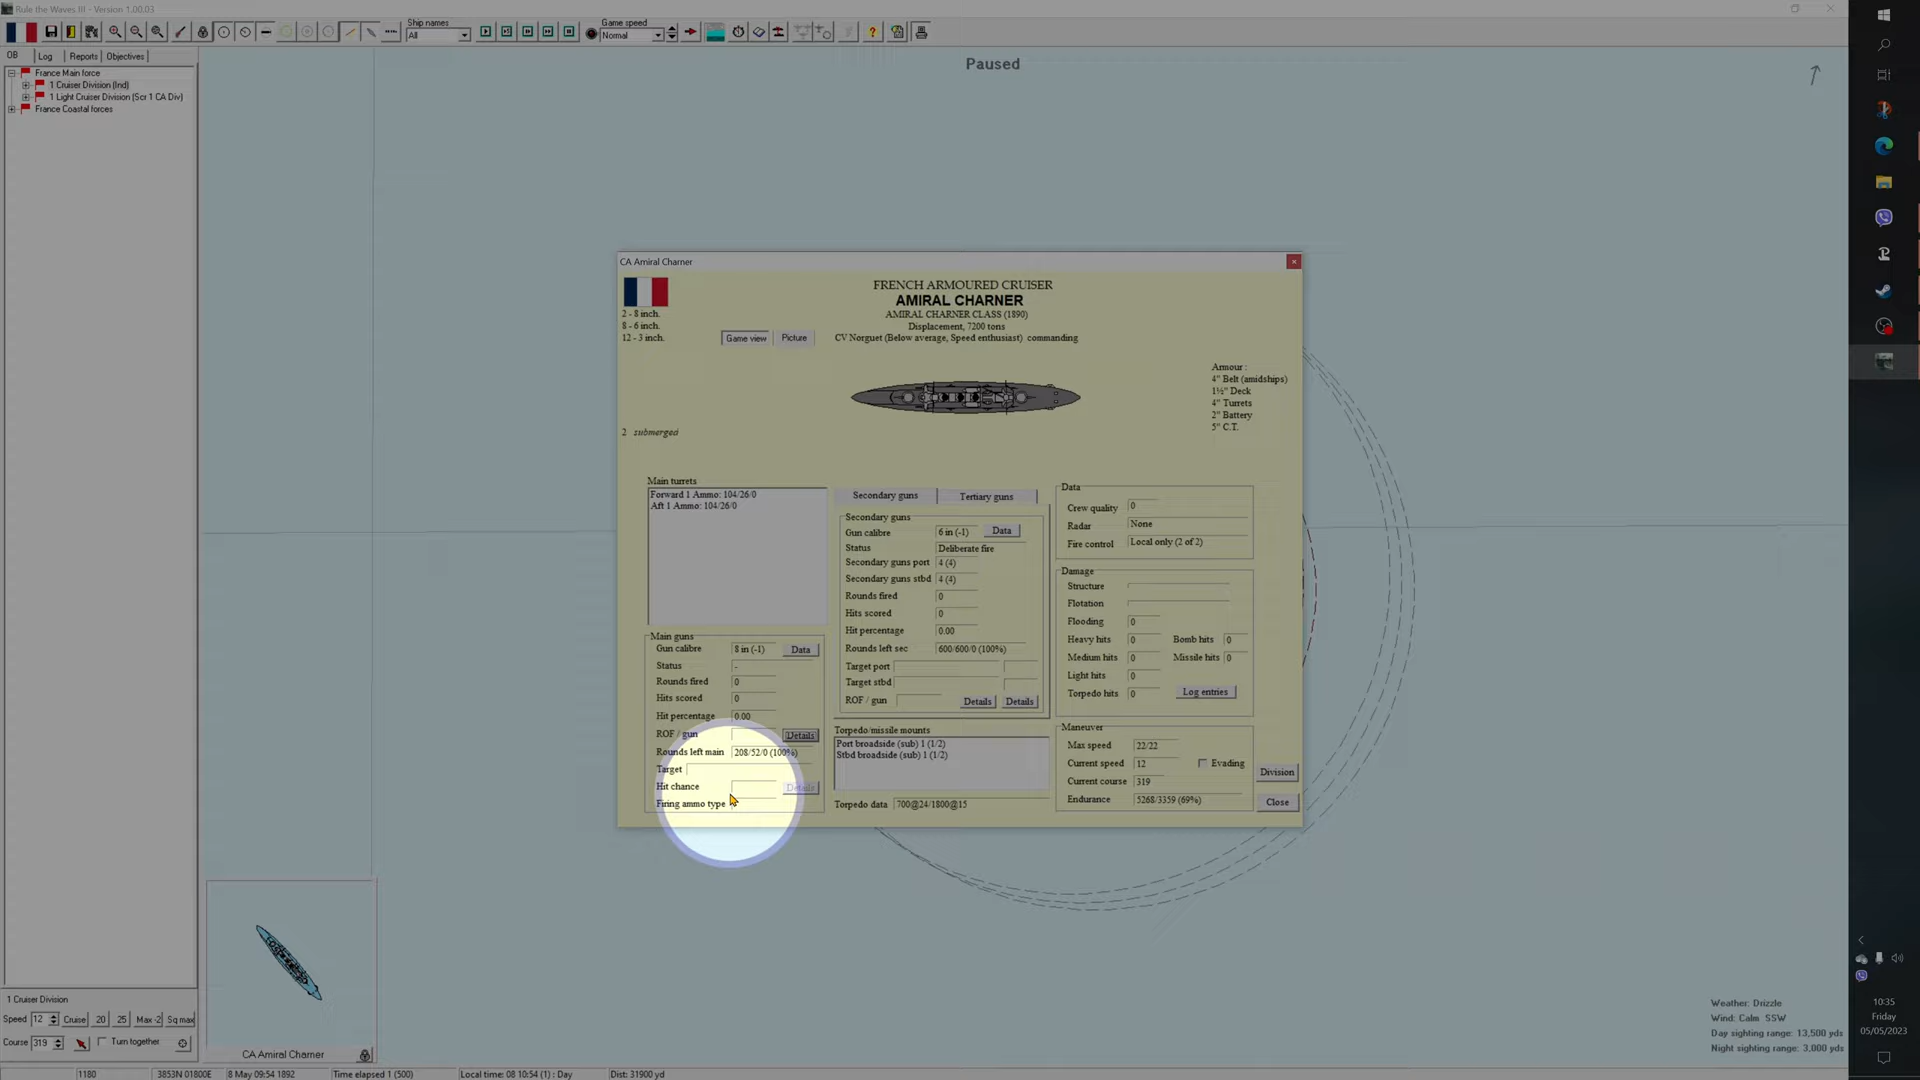 Rule the Waves III - Version 1.00.03
Ship names
All
Game speed
Normal
OB Log Reports Objectives
France Main force
1 Cruiser Division (Ind)
1 Light Cruiser Division (Scr 1 CA Div)
France Coastal forces
Paused
CA Amiral Charner
FRENCH ARMOURED CRUISER
AMIRAL CHARNER
AMIRAL CHARNER CLASS (1890)
Displacement, 7200 tons
CV Norguet (Below average, Speed enthusiast) commanding
2 - 8 inch.
8 - 6 inch.
12 - 3 inch.
Game view Picture
Armour :
4" Belt (amidships)
1½" Deck
4" Turrets
2" Battery
5" C.T.
2 submerged
Main turrets
Forward 1 Ammo: 104/26/0
Aft 1 Ammo: 104/26/0
Main guns
Gun calibre 8 in (-1) Data
Status -
Rounds fired 0
Hits scored 0
Hit percentage 0.00
ROF / gun Details
Rounds left main 208/52/0 (100%)
Target
Hit chance Details
Firing ammo type
Secondary guns Tertiary guns
Secondary guns
Gun calibre 6 in (-1) Data
Status Deliberate fire
Secondary guns port 4 (4)
Secondary guns stbd 4 (4)
Rounds fired 0
Hits scored 0
Hit percentage 0.00
Rounds left sec 600/600/0 (100%)
Target port
Target stbd
ROF / gun Details Details
Torpedo/missile mounts
Port broadside (sub) 1 (1/2)
Stbd broadside (sub) 1 (1/2)
Torpedo data 700@24/1800@15
Data
Crew quality 0
Radar None
Fire control Local only (2 of 2)
Damage
Structure
Flotation
Flooding 0
Heavy hits 0 Bomb hits 0
Medium hits 0 Missile hits 0
Light hits 0
Torpedo hits 0 Log entries
Maneuver
Max speed 22/22
Current speed 12 Evading
Current course 319
Endurance 5268/3359 (69%)
Division
Close
1 Cruiser Division
Speed 12 Cruise 20 25 Max -2 Sq max
Course 319 Turn together
CA Amiral Charner
Weather: Drizzle
Wind: Calm SSW
Day sighting range: 13,500 yds
Night sighting range: 3,000 yds
10:35
Friday
05/05/2023
1180 3853N 01800E 8 May 09:54 1892 Time elapsed 1 (500) Local time: 08 10:54 (1) : Day Dist: 31900 yd